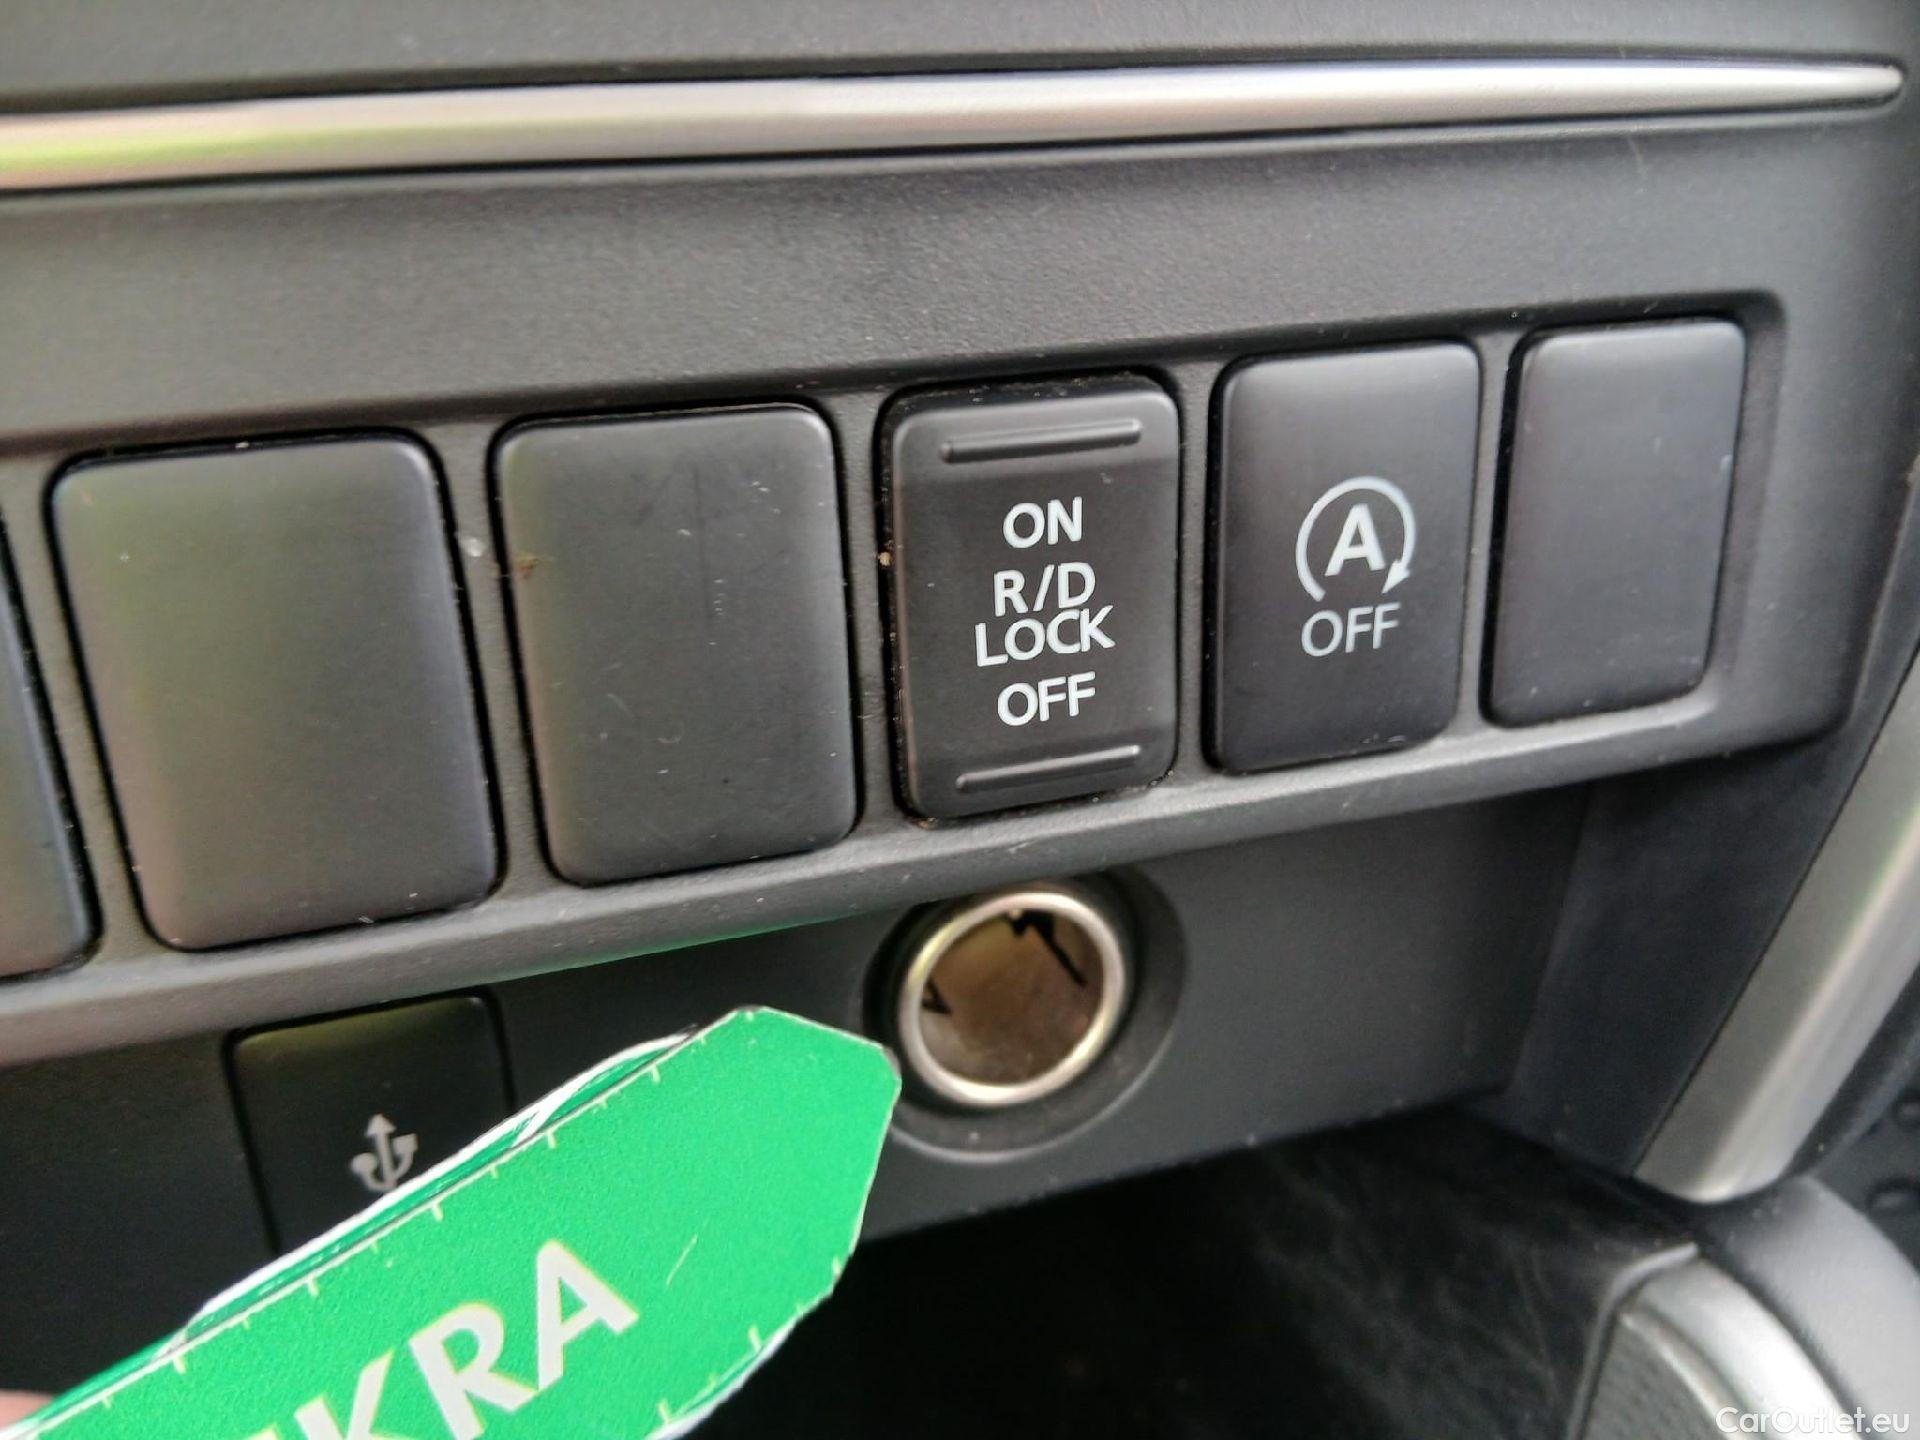 ON
R/D
LOCK
OFF
A
OFF
KRA
CarOutlet.eu